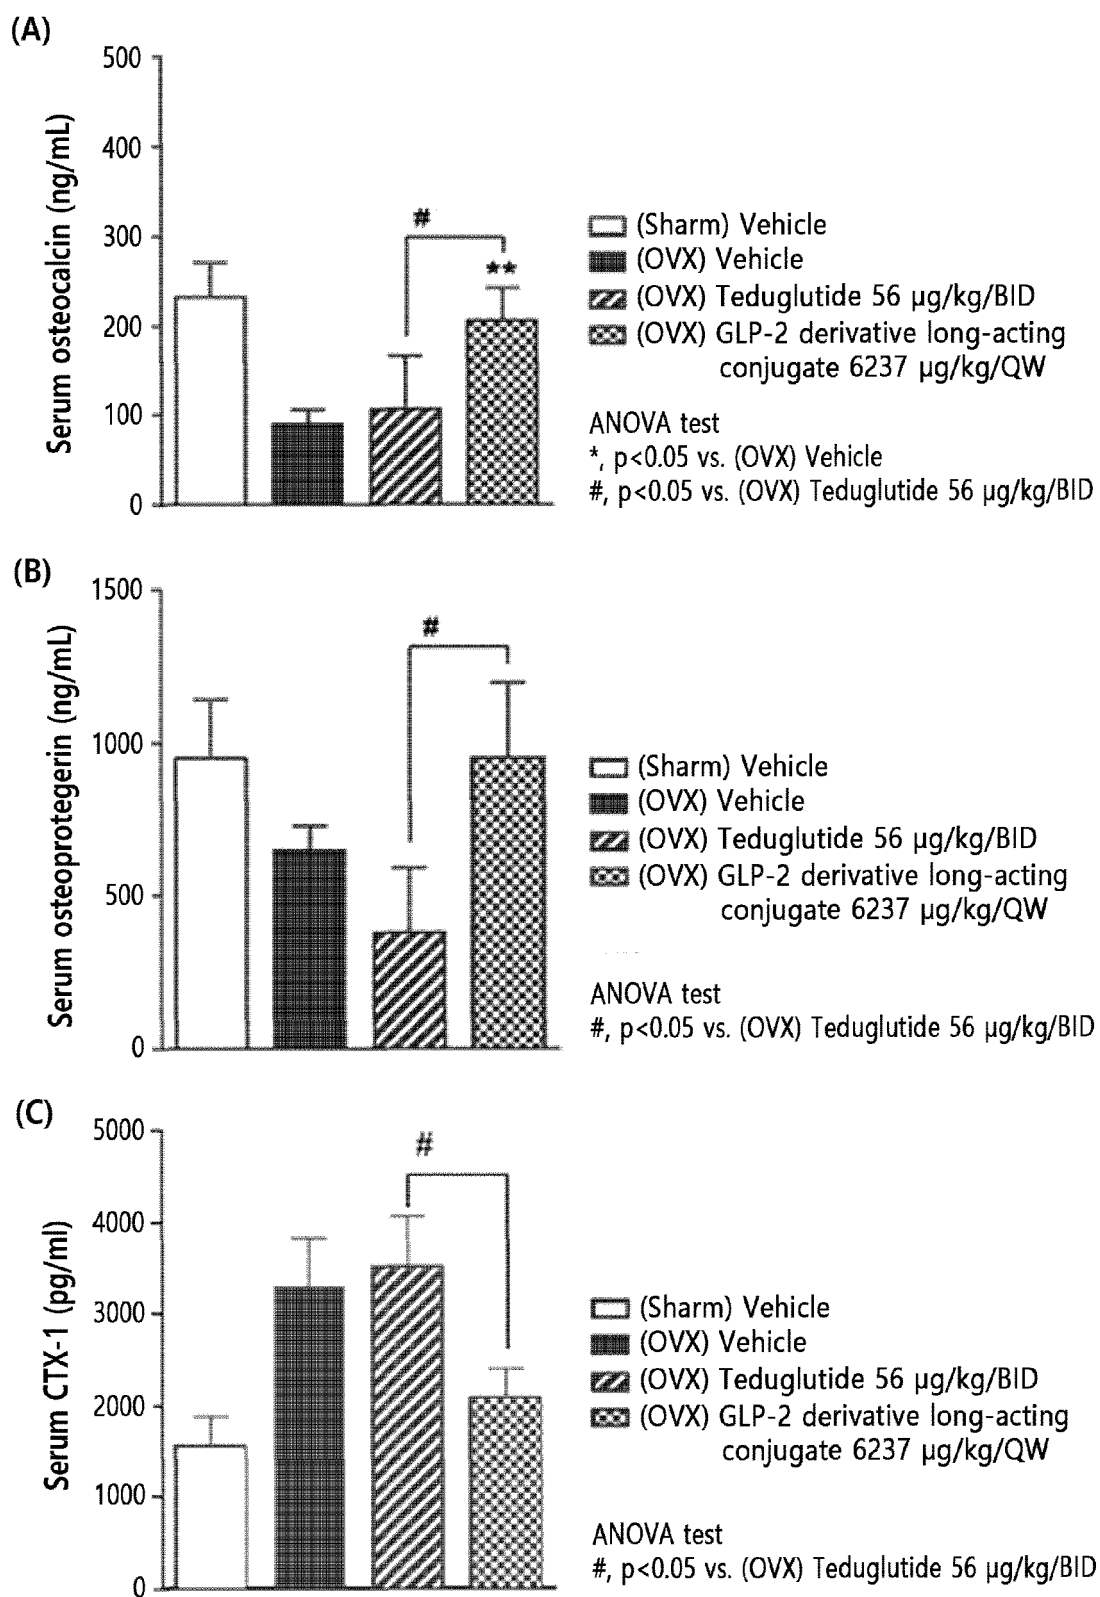 (A)
500
400
300
200
100
0
Serum osteocalcin (ng/mL)
#
**
(Sharm) Vehicle
(OVX) Vehicle
(OVX) Teduglutide 56 µg/kg/BID
(OVX) GLP-2 derivative long-acting
conjugate 6237 µg/kg/QW
ANOVA test
*, p<0.05 vs. (OVX) Vehicle
#, p<0.05 vs. (OVX) Teduglutide 56 µg/kg/BID
(B)
1500
1000
500
0
Serum osteoprotegerin (ng/mL)
#
(Sharm) Vehicle
(OVX) Vehicle
(OVX) Teduglutide 56 µg/kg/BID
(OVX) GLP-2 derivative long-acting
conjugate 6237 µg/kg/QW
ANOVA test
#, p<0.05 vs. (OVX) Teduglutide 56 µg/kg/BID
(C)
5000
4000
3000
2000
1000
0
Serum CTX-1 (pg/ml)
#
(Sharm) Vehicle
(OVX) Vehicle
(OVX) Teduglutide 56 µg/kg/BID
(OVX) GLP-2 derivative long-acting
conjugate 6237 µg/kg/QW
ANOVA test
#, p<0.05 vs. (OVX) Teduglutide 56 µg/kg/BID